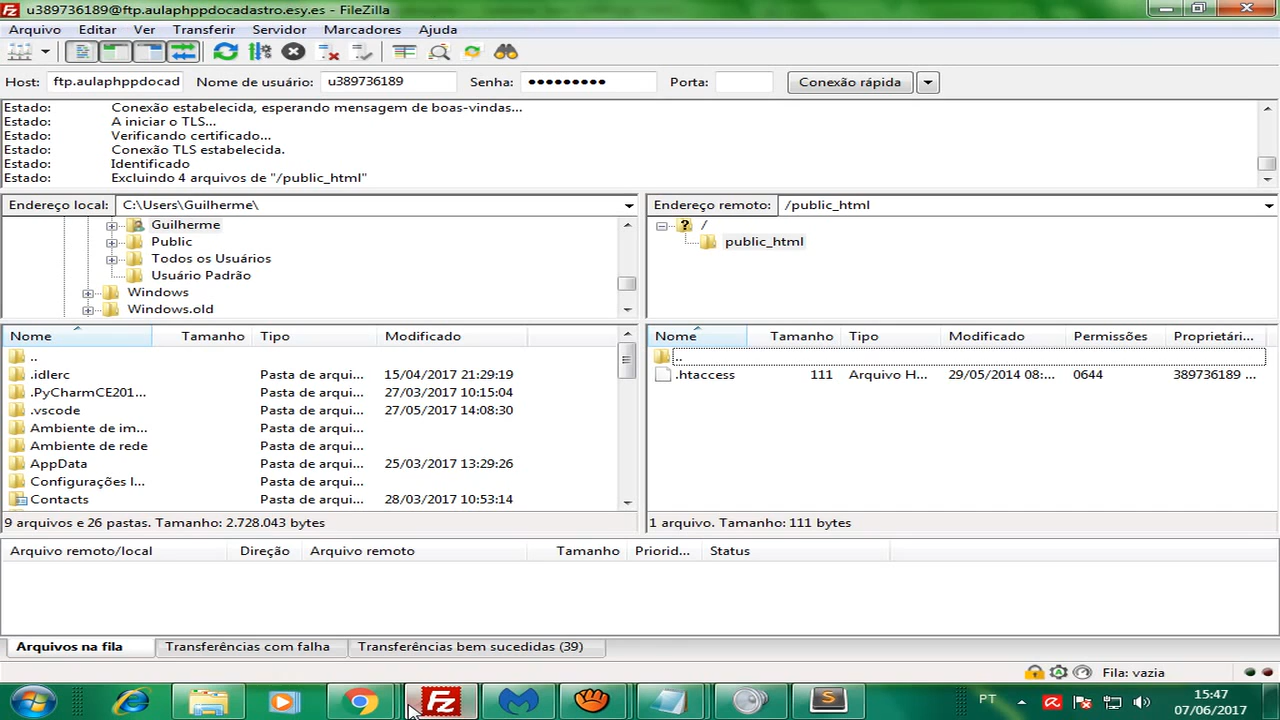 u389736189@ftp.aulaphppdocadastro.esy.es - FileZilla
Arquivo Editar Ver Transferir Servidor Marcadores Ajuda
Host: ftp.aulaphppdocad Nome de usuário: u389736189 Senha: ●●●●●●●●● Porta: Conexão rápida
Estado: Conexão estabelecida, esperando mensagem de boas-vindas...
Estado: A iniciar o TLS...
Estado: Verificando certificado...
Estado: Conexão TLS estabelecida.
Estado: Identificado
Estado: Excluindo 4 arquivos de "/public_html"
Endereço local: C:\Users\Guilherme\
Guilherme
Public
Todos os Usuários
Usuário Padrão
Windows
Windows.old
Endereço remoto: /public_html
/
public_html
Nome Tamanho Tipo Modificado
..
.idlerc Pasta de arqui... 15/04/2017 21:29:19
.PyCharmCE201... Pasta de arqui... 27/03/2017 10:15:04
.vscode Pasta de arqui... 27/05/2017 14:08:30
Ambiente de im... Pasta de arqui...
Ambiente de rede Pasta de arqui...
AppData Pasta de arqui... 25/03/2017 13:29:26
Configurações l... Pasta de arqui...
Contacts Pasta de arqui... 28/03/2017 10:53:14
9 arquivos e 26 pastas. Tamanho: 2.728.043 bytes
Nome Tamanho Tipo Modificado Permissões Proprietári...
..
.htaccess 111 Arquivo H... 29/05/2014 08:... 0644 389736189 ...
1 arquivo. Tamanho: 111 bytes
Arquivo remoto/local Direção Arquivo remoto Tamanho Priorid... Status
Arquivos na fila Transferências com falha Transferências bem sucedidas (39)
Fila: vazia
PT 15:47
07/06/2017